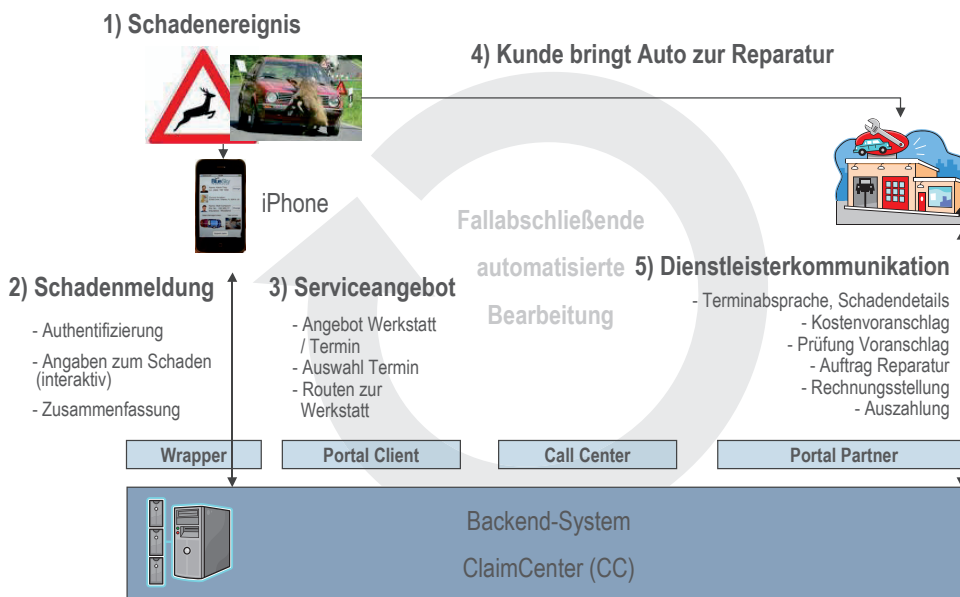 1) Schadenereignis
4) Kunde bringt Auto zur Reparatur
iPhone
Fallabschließende
automatisierte
Bearbeitung
2) Schadenmeldung
- Authentifizierung
- Angaben zum Schaden
(interaktiv)
- Zusammenfassung
3) Serviceangebot
- Angebot Werkstatt
/ Termin
- Auswahl Termin
- Routen zur
Werkstatt
5) Dienstleisterkommunikation
- Terminabsprache, Schadendetails
- Kostenvoranschlag
- Prüfung Voranschlag
- Auftrag Reparatur
- Rechnungsstellung
- Auszahlung
Wrapper
Portal Client
Call Center
Portal Partner
Backend-System
ClaimCenter (CC)